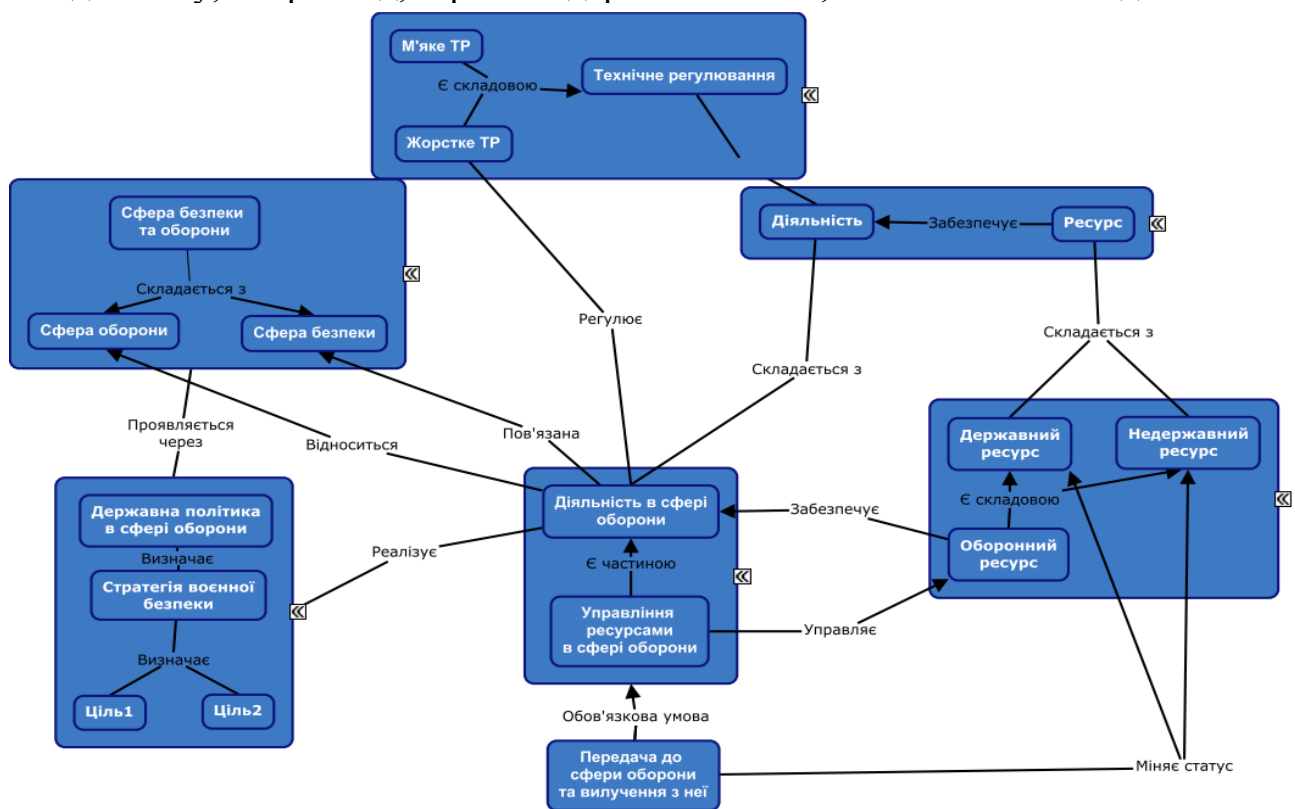 М'яке ТР
Є складовою
Технічне регулювання
Жорстке ТР
Сфера безпеки
та оборони
Складається з
Сфера оборони
Сфера безпеки
Діяльність
Забезпечує
Ресурс
Регулює
Складається з
Складається з
Проявляється
через
Відноситься
Пов'язана
Державний
ресурс
Недержавний
ресурс
Є складовою
Оборонний
ресурс
Державна політика
в сфері оборони
Визначає
Стратегія воєнної
безпеки
Визначає
Ціль1
Ціль2
Реалізує
Діяльність в сфері
оборони
Є частиною
Управління
ресурсами
в сфері оборони
Забезпечує
Управляє
Обов'язкова умова
Передача до
сфери оборони
та вилучення з неї
Міняє статус